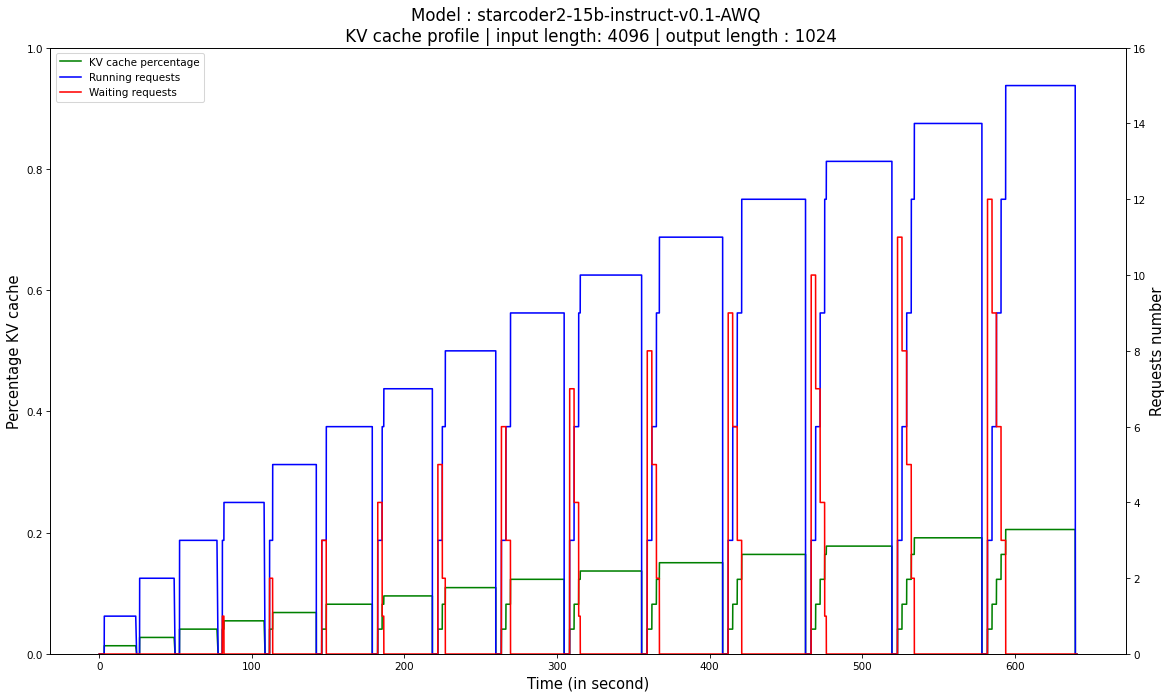 Model : starcoder2-15b-instruct-v0.1-AWQ
KV cache profile | input length: 4096 | output length : 1024
KV cache percentage
Running requests
Waiting requests
1.0
0.8
0.6
0.4
0.2
0.0
Percentage KV cache
16
14
12
10
8
6
4
2
0
Requests number
0 100 200 300 400 500 600
Time (in second)